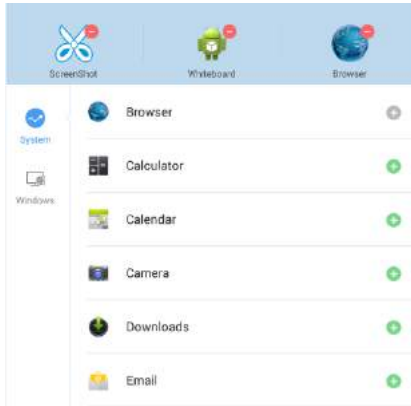 ScreenShot
Whiteboard
Browser
System
Windows
Browser
Calculator
Calendar
Camera
Downloads
Email